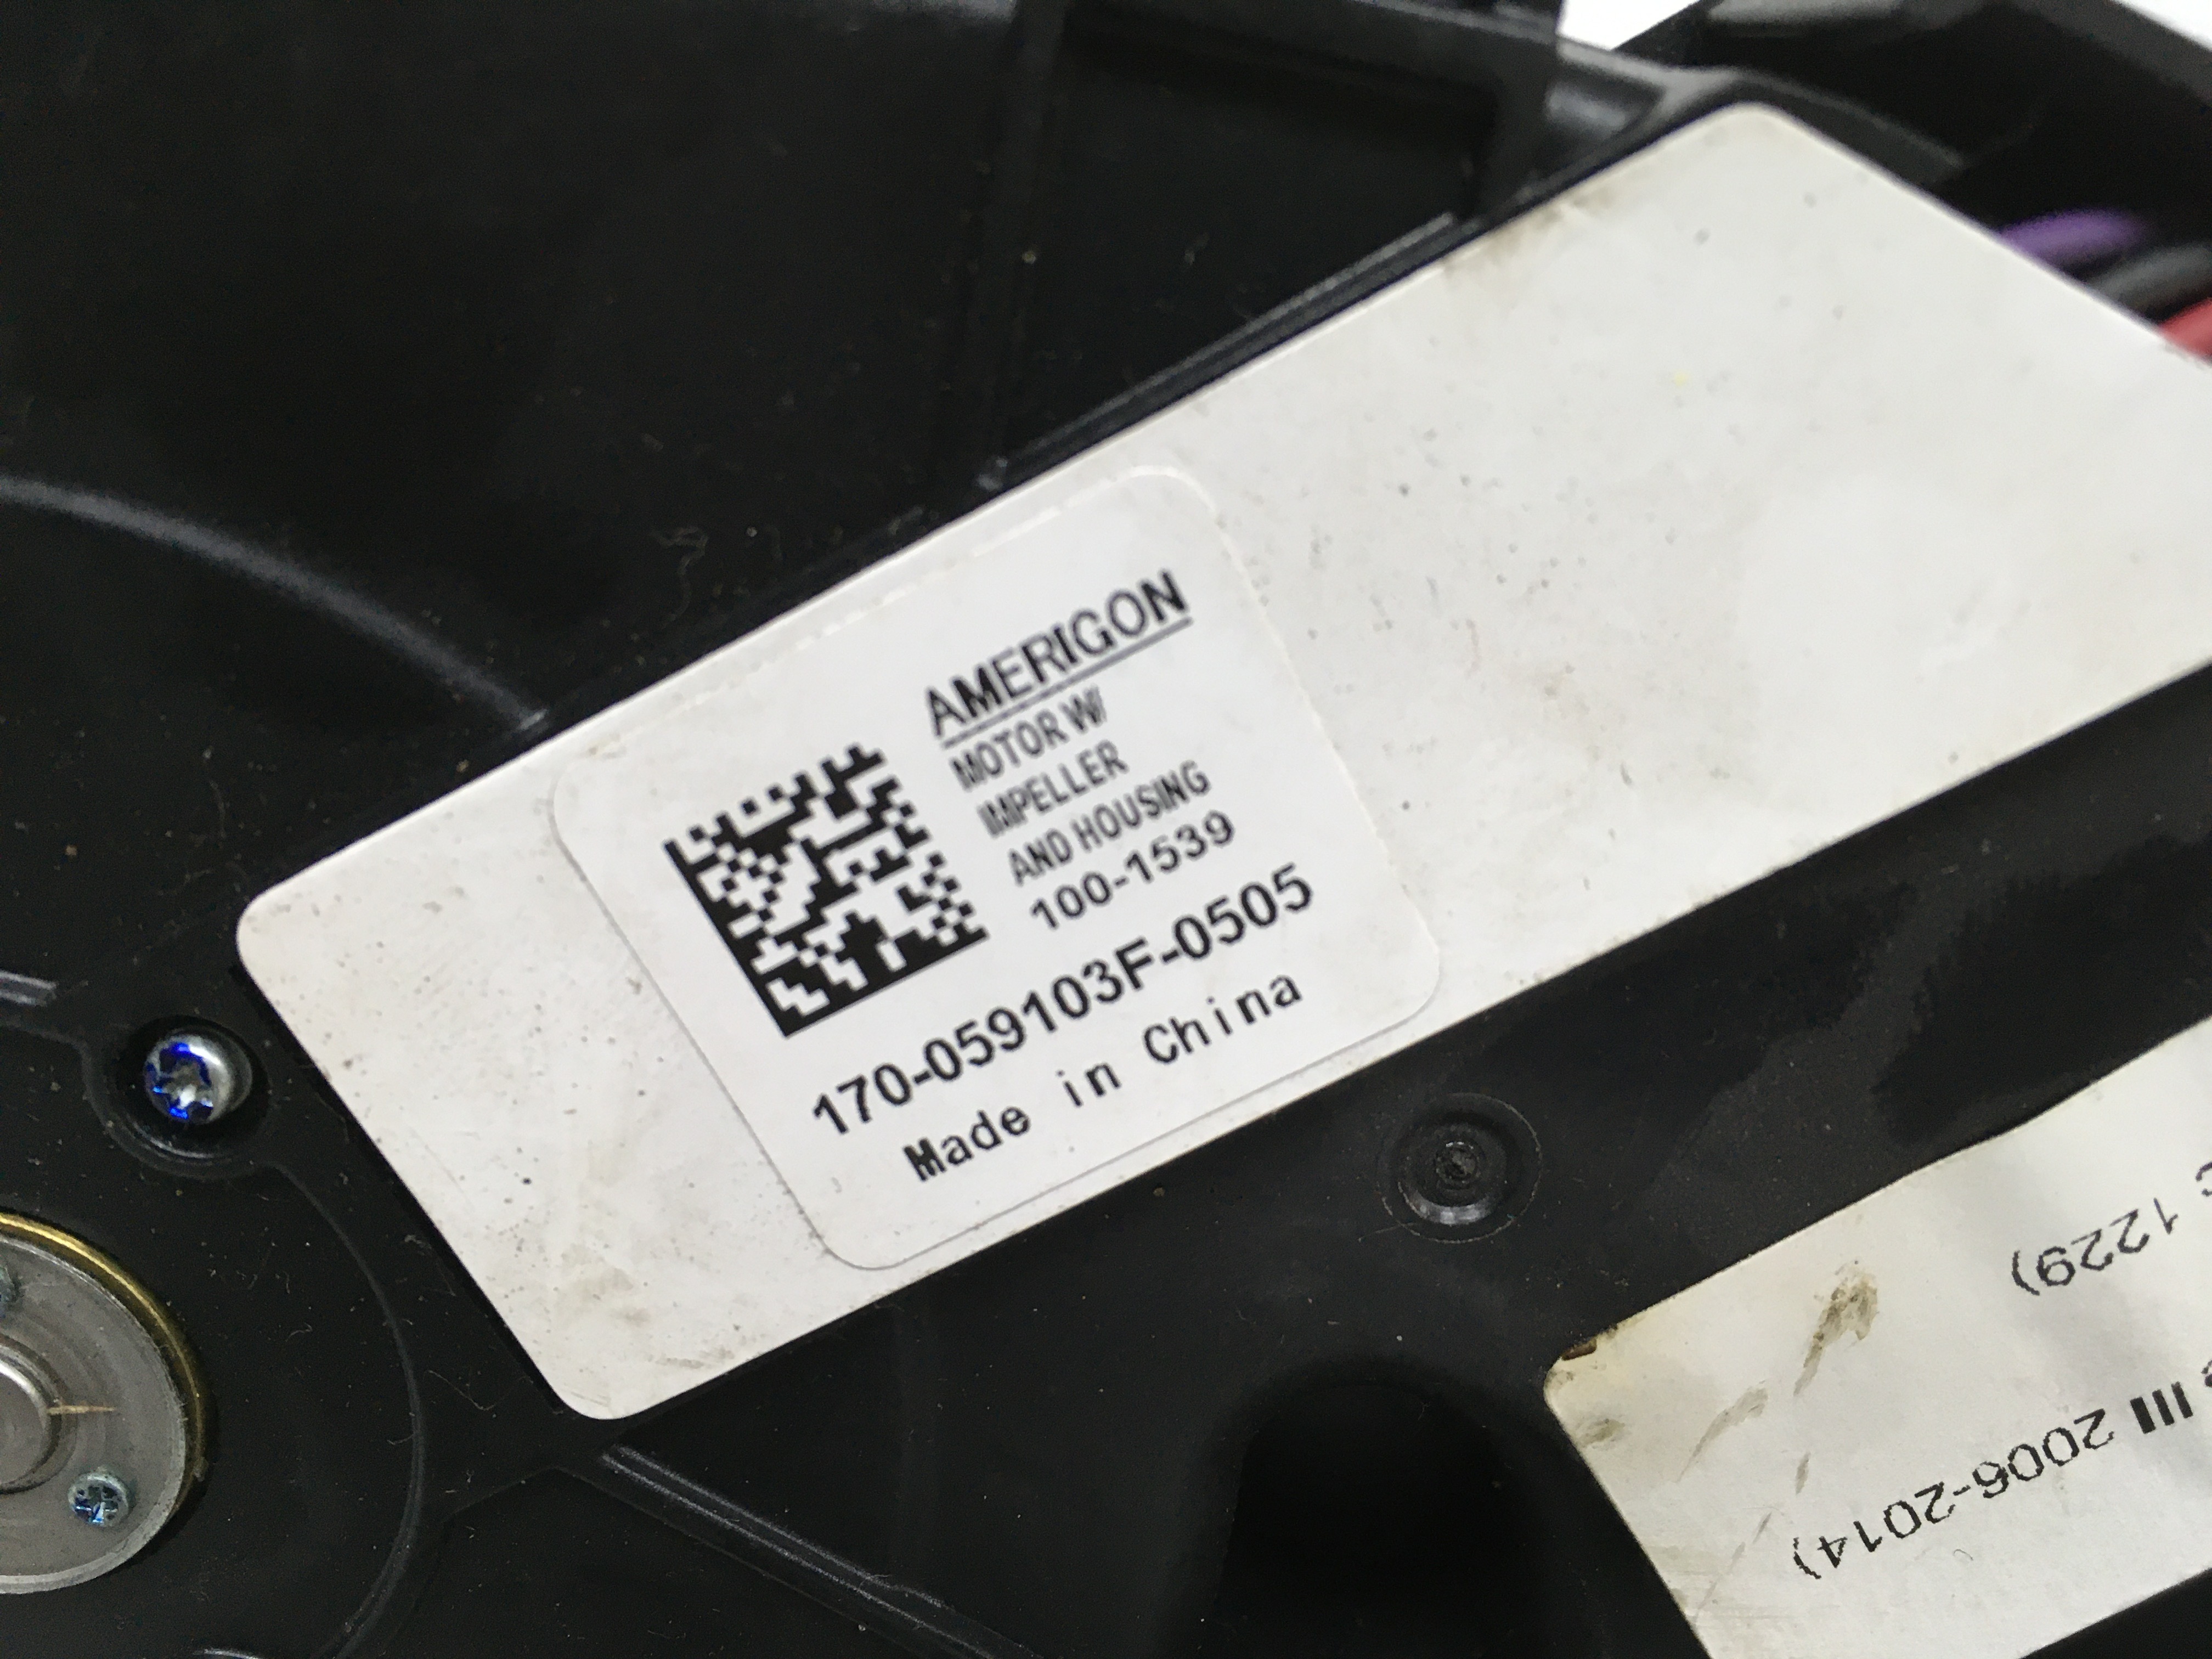 AMERIGON
MOTOR W/
IMPELLER
AND HOUSING
100-1539
170-059103F-0505
Made in China
1229)
III 2006-2014)